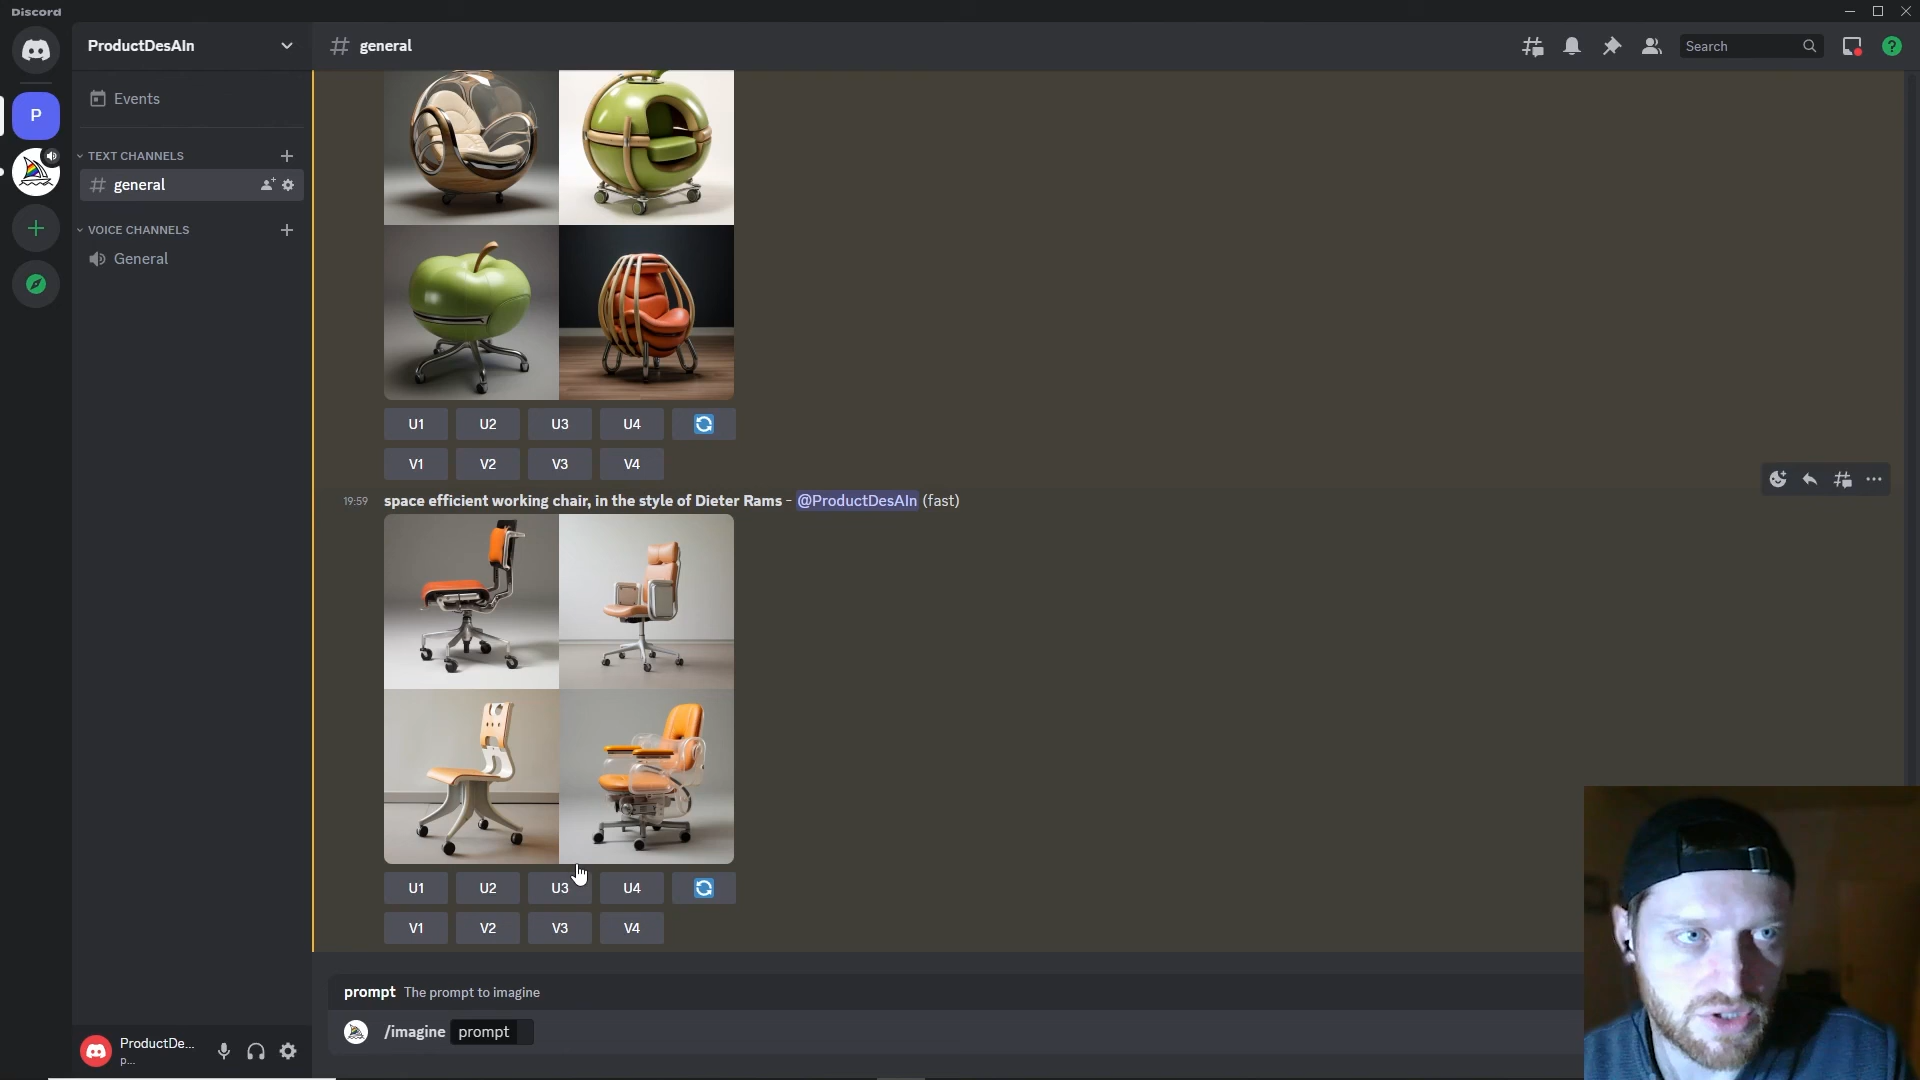 Discord
ProductDesAIn
general
Search
?
Events
P
TEXT CHANNELS
general
VOICE CHANNELS
General
U1 U2 U3 U4
V1 V2 V3 V4
19:59 space efficient working chair, in the style of Dieter Rams - @ProductDesAIn (fast)
U1 U2 U3 U4
V1 V2 V3 V4
prompt The prompt to imagine
/imagine prompt
ProductDe...
p...